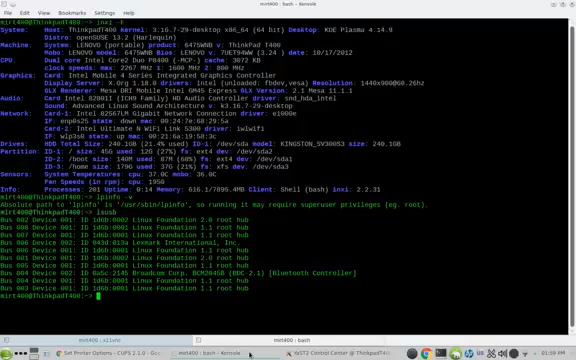 mirt400 : bash - Konsole
File Edit View Bookmarks Settings Help
mirt400@ThinkpadT400:~> inxi -F
System: Host: ThinkpadT400 Kernel: 3.16.7-29-desktop x86_64 (64 bit) Desktop: KDE Plasma 4.14.9
Distro: openSUSE 13.2 (Harlequin)
Machine: System: LENOVO (portable) product: 6475WNB v: ThinkPad T400
Mobo: LENOVO model: 6475WNB Bios: LENOVO v: 7UET94WW (3.24 ) date: 10/17/2012
CPU: Dual core Intel Core2 Duo P8400 (-MCP-) cache: 3072 KB
clock speeds: max: 2267 MHz 1: 1600 MHz 2: 800 MHz
Graphics: Card: Intel Mobile 4 Series Integrated Graphics Controller
Display Server: X.Org 1.18.0 drivers: intel (unloaded: fbdev,vesa) Resolution: 1440x900@60.26hz
GLX Renderer: Mesa DRI Mobile Intel GM45 Express GLX Version: 2.1 Mesa 11.1.1
Audio: Card Intel 82801I (ICH9 Family) HD Audio Controller driver: snd_hda_intel
Sound: Advanced Linux Sound Architecture v: k3.16.7-29-desktop
Network: Card-1: Intel 82567LM Gigabit Network Connection driver: e1000e
IF: enp0s25 state: down mac: 00:24:7e:68:29:5a
Card-2: Intel Ultimate N WiFi Link 5300 driver: iwlwifi
IF: wlp3s0 state: up mac: 00:21:6a:19:58:3c
Drives: HDD Total Size: 240.1GB (21.4% used) ID-1: /dev/sda model: KINGSTON_SV300S3 size: 240.1GB
Partition: ID-1: / size: 45G used: 12G (27%) fs: ext4 dev: /dev/sda2
ID-2: /boot size: 140M used: 87M (68%) fs: ext4 dev: /dev/sda1
ID-3: /home size: 179G used: 37G (21%) fs: xfs dev: /dev/sda3
Sensors: System Temperatures: cpu: 37.0C mobo: 36.0C
Fan Speeds (in rpm): cpu: 1950
Info: Processes: 201 Uptime: 0:14 Memory: 616.1/7895.4MB Client: Shell (bash) inxi: 2.2.31
mirt400@ThinkpadT400:~> lpinfo -v
Absolute path to 'lpinfo' is '/usr/sbin/lpinfo', so running it may require superuser privileges (eg. root).
mirt400@ThinkpadT400:~> lsusb
Bus 002 Device 001: ID 1d6b:0002 Linux Foundation 2.0 root hub
Bus 008 Device 001: ID 1d6b:0001 Linux Foundation 1.1 root hub
Bus 007 Device 001: ID 1d6b:0001 Linux Foundation 1.1 root hub
Bus 006 Device 002: ID 043d:013a Lexmark International, Inc.
Bus 006 Device 001: ID 1d6b:0001 Linux Foundation 1.1 root hub
Bus 001 Device 001: ID 1d6b:0002 Linux Foundation 2.0 root hub
Bus 005 Device 001: ID 1d6b:0001 Linux Foundation 1.1 root hub
Bus 004 Device 002: ID 0a5c:2145 Broadcom Corp. BCM2045B (BDC-2.1) [Bluetooth Controller]
Bus 004 Device 001: ID 1d6b:0001 Linux Foundation 1.1 root hub
Bus 003 Device 001: ID 1d6b:0001 Linux Foundation 1.1 root hub
mirt400@ThinkpadT400:~>
mirt400 : x11vnc
mirt400 : bash
Set Printer Options - CUPS 2.1.0 - Goo
mirt400 : bash - Konsole
YaST2 Control Center @ ThinkpadT40
US
01:59 PM